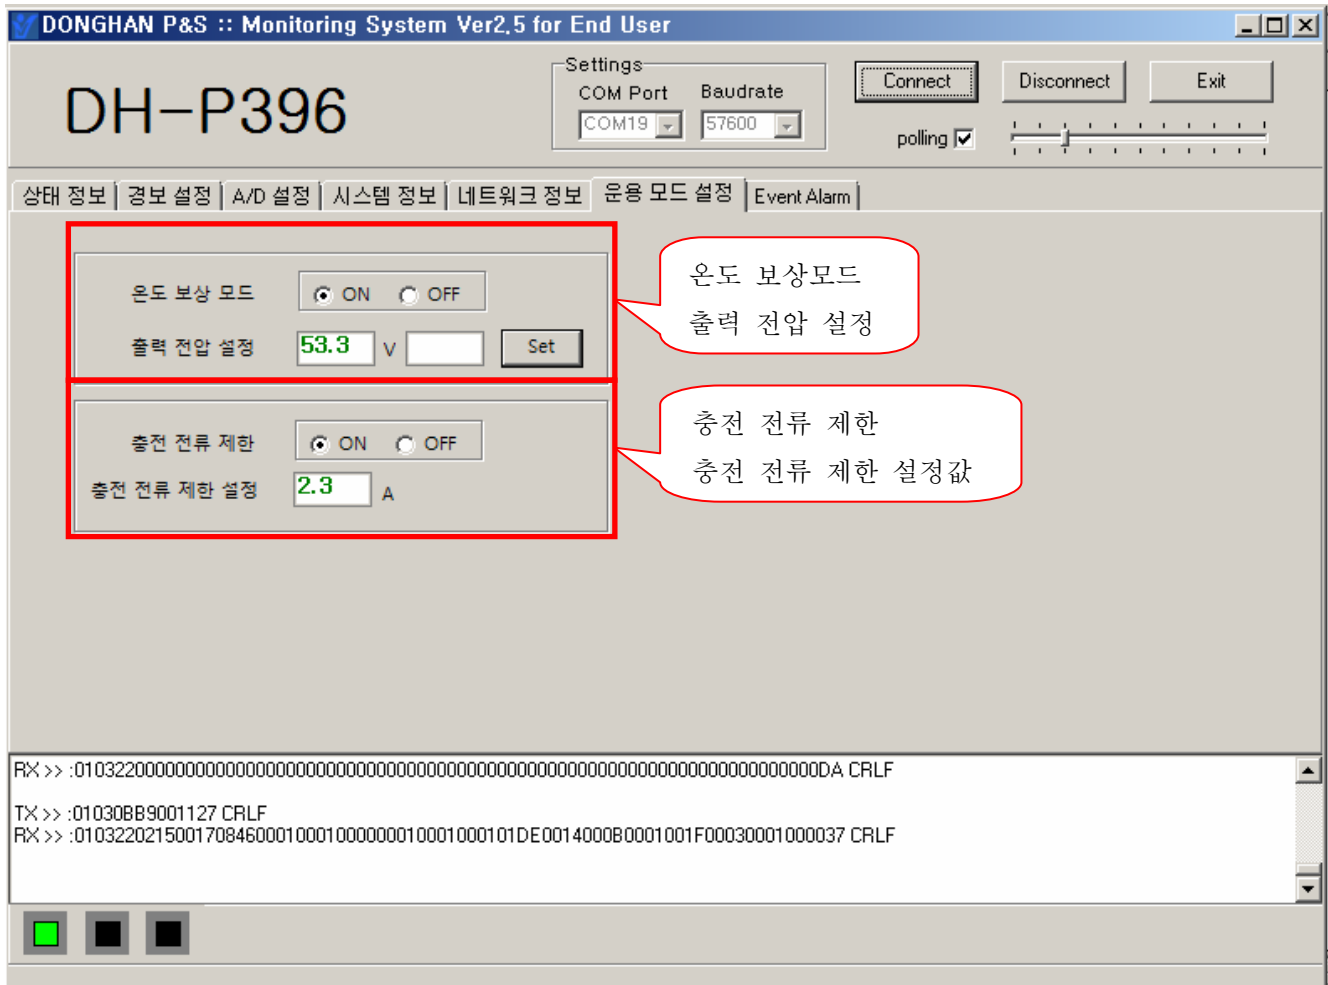 DONGHAN P&S :: Monitoring System Ver2.5 for End User
DH-P396
Settings
COM Port Baudrate
COM19 57600
Connect Disconnect Exit
polling
상태 정보 경보 설정 A/D 설정 시스템 정보 네트워크 정보 운용 모드 설정 Event Alarm
온도 보상 모드 ON OFF
출력 전압 설정 53.3 V Set
온도 보상모드
출력 전압 설정
충전 전류 제한 ON OFF
충전 전류 제한 설정 2.3 A
충전 전류 제한
충전 전류 제한 설정값
TX >> :01030BB9001127 CRLF
RX >> :0103220215001708460001000100000001000100010 1DE0014000B0001001F00030001000037 CRLF